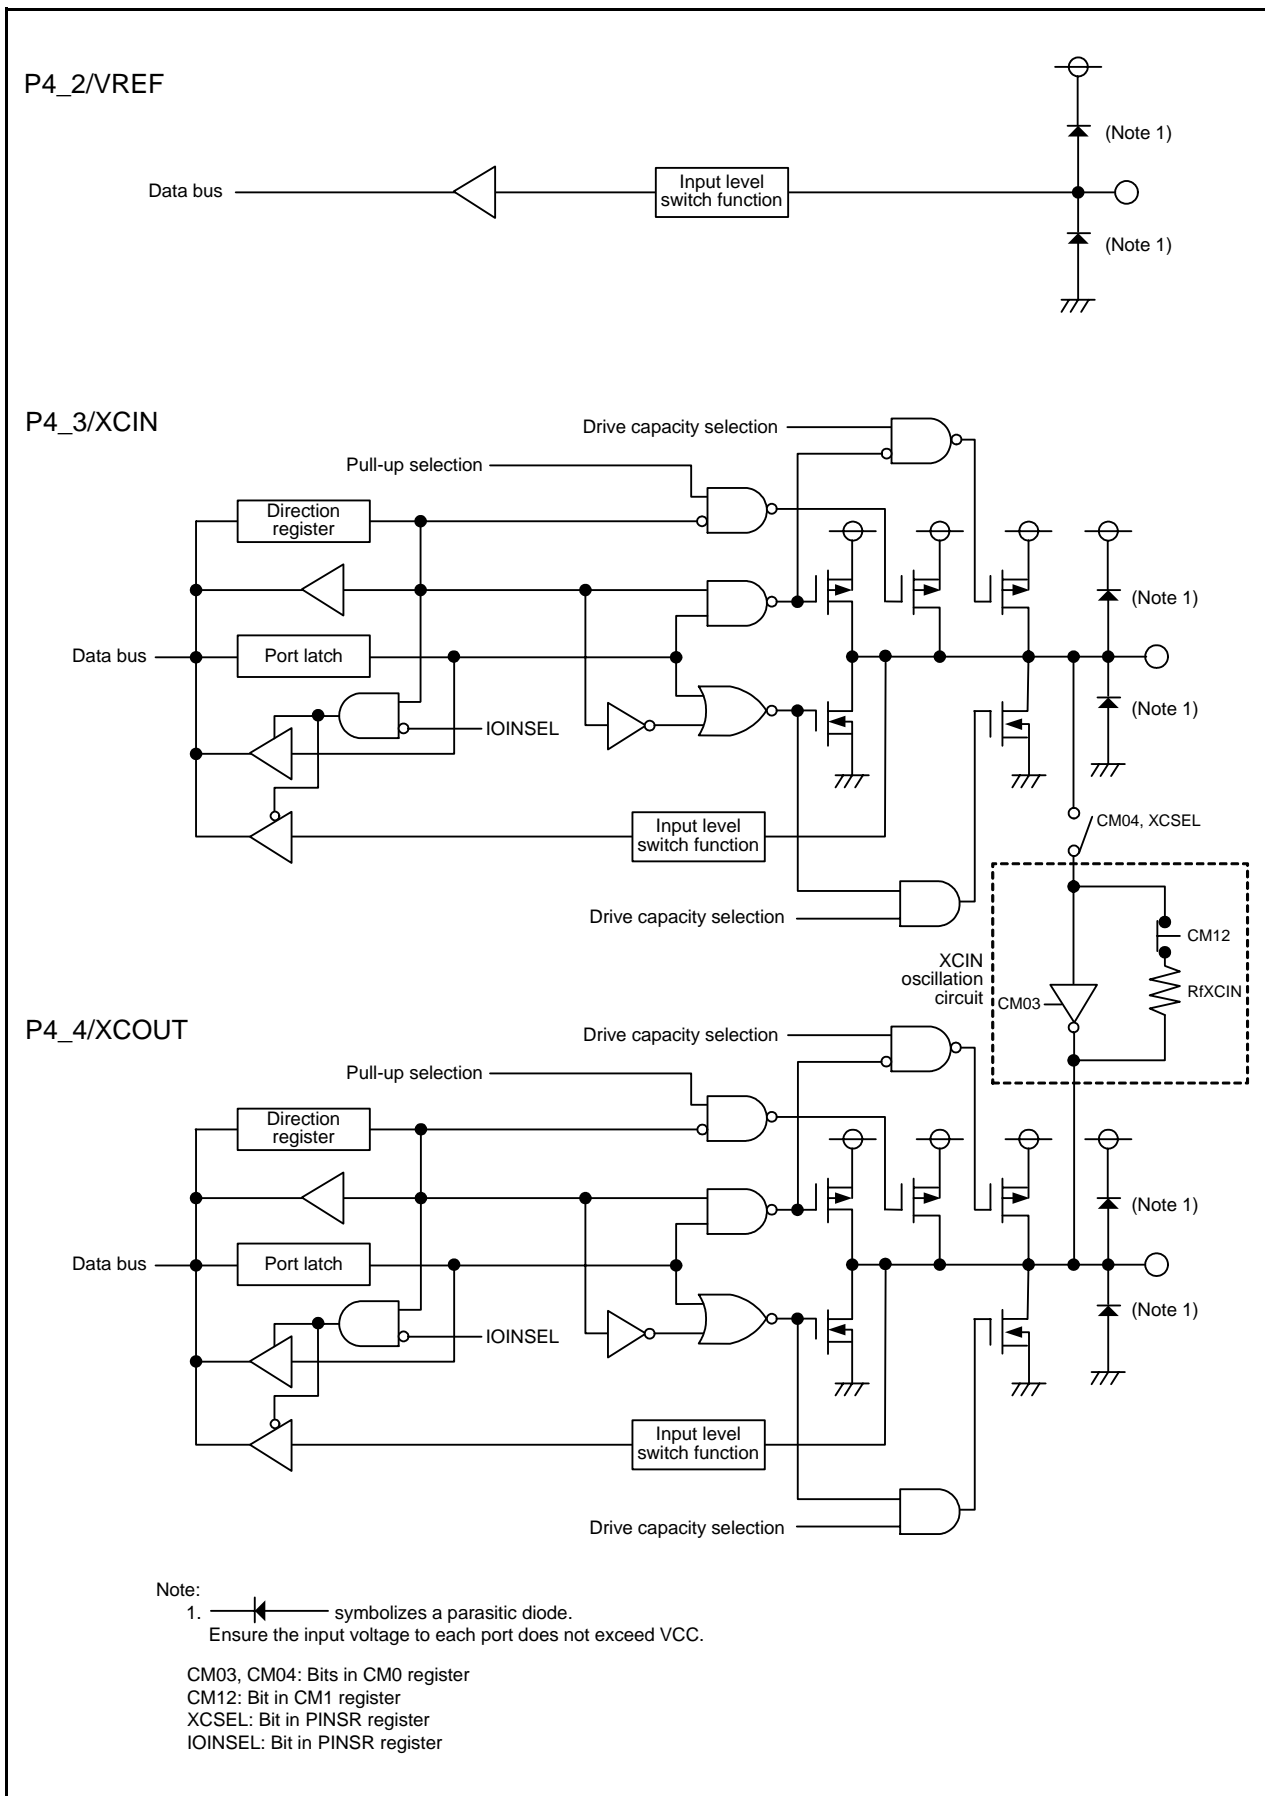 P4_2/VREF
(Note 1)
Data bus
Input level
switch function
(Note 1)
P4_3/XCIN
Drive capacity selection
Pull-up selection
Direction
register
(Note 1)
Data bus
Port latch
IOINSEL
(Note 1)
Input level
switch function
CM04, XCSEL
Drive capacity selection
XCIN
oscillation
circuit
CM12
CM03
RfXCIN
P4_4/XCOUT
Drive capacity selection
Pull-up selection
Direction
register
(Note 1)
Data bus
Port latch
IOINSEL
(Note 1)
Input level
switch function
Drive capacity selection
Note:
1. symbolizes a parasitic diode.
Ensure the input voltage to each port does not exceed VCC.
CM03, CM04: Bits in CM0 register
CM12: Bit in CM1 register
XCSEL: Bit in PINSR register
IOINSEL: Bit in PINSR register